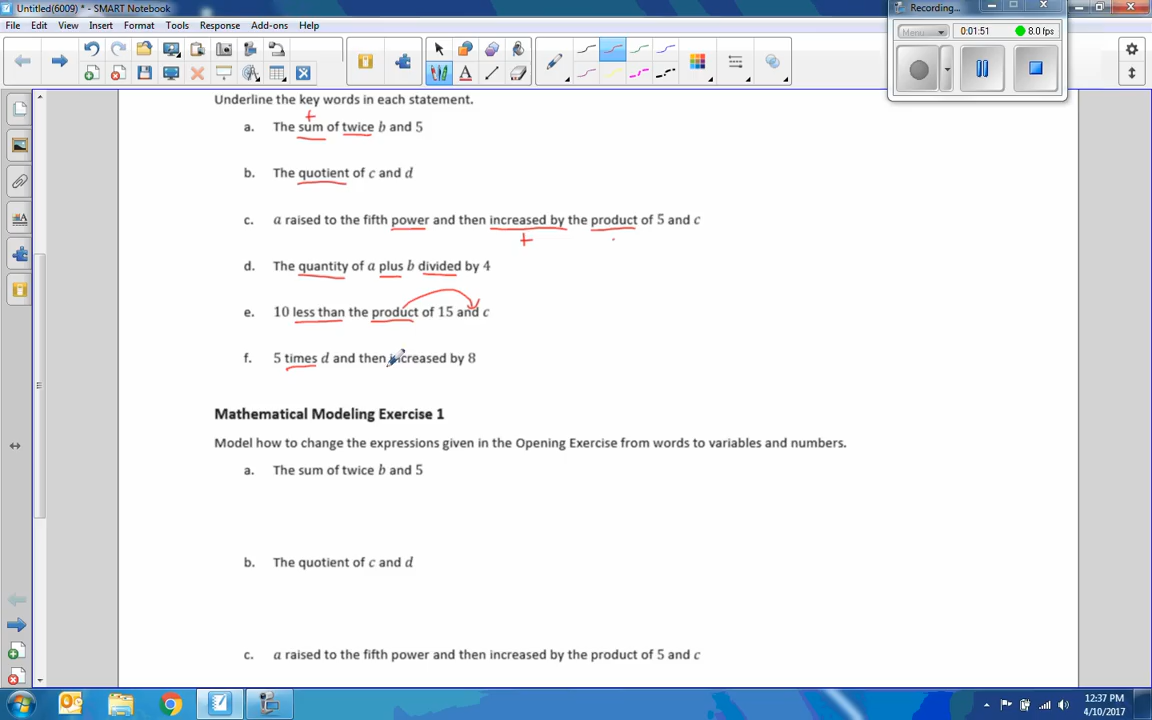 Untitled(6009) * - SMART Notebook
File Edit View Insert Format Tools Response Add-ons Help
Recording...
Menu 0:01:51 8.0 fps
Underline the key words in each statement.
+
a. The sum of twice b and 5
b. The quotient of c and d
c. a raised to the fifth power and then increased by the product of 5 and c
+
d. The quantity of a plus b divided by 4
e. 10 less than the product of 15 and c
f. 5 times d and then increased by 8
Mathematical Modeling Exercise 1
Model how to change the expressions given in the Opening Exercise from words to variables and numbers.
a. The sum of twice b and 5
b. The quotient of c and d
c. a raised to the fifth power and then increased by the product of 5 and c
12:37 PM
4/10/2017